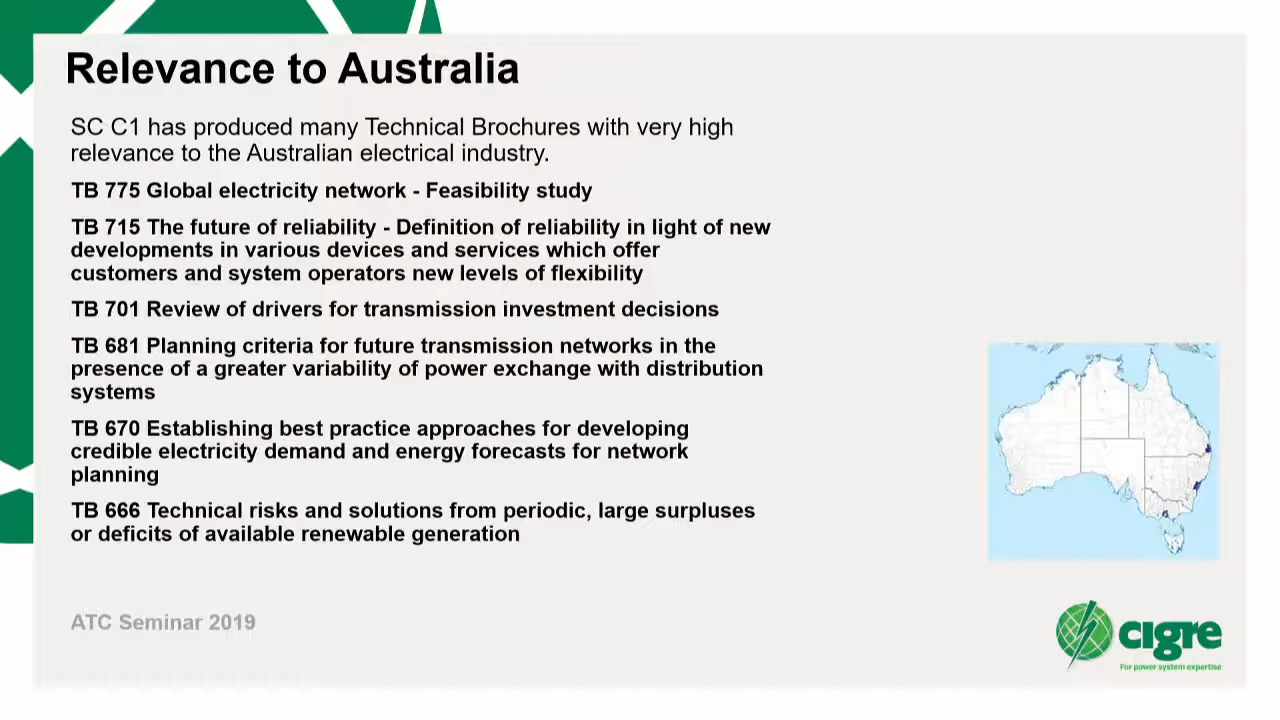 Relevance to Australia
SC C1 has produced many Technical Brochures with very high
relevance to the Australian electrical industry.
TB 775 Global electricity network - Feasibility study
TB 715 The future of reliability - Definition of reliability in light of new
developments in various devices and services which offer
customers and system operators new levels of flexibility
TB 701 Review of drivers for transmission investment decisions
TB 681 Planning criteria for future transmission networks in the
presence of a greater variability of power exchange with distribution
systems
TB 670 Establishing best practice approaches for developing
credible electricity demand and energy forecasts for network
planning
TB 666 Technical risks and solutions from periodic, large surpluses
or deficits of available renewable generation
ATC Seminar 2019
cigre
For power system expertise